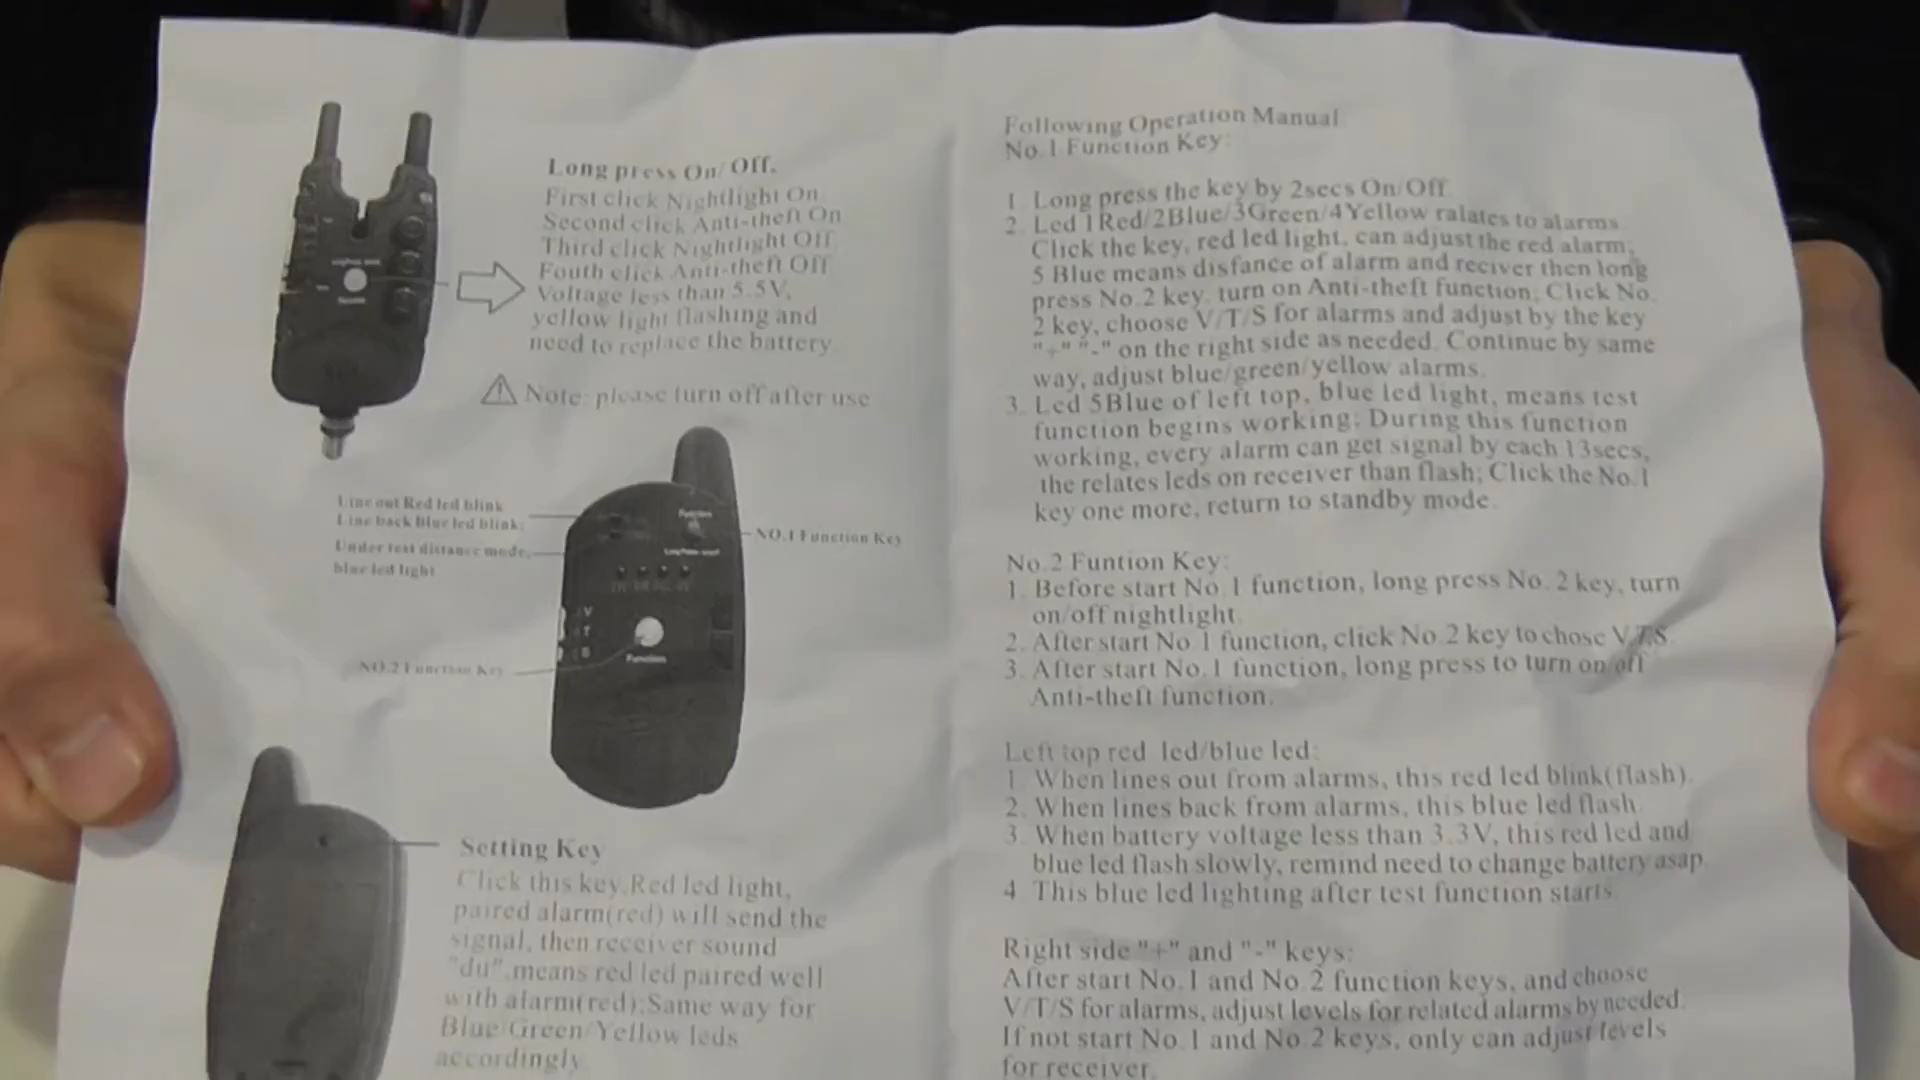 Long press On/Off.
First click Nightlight On
Second click Anti-theft On
Third click Nightlight Off
Fouth click Anti-theft Off
Voltage less than 5.5V,
yellow light flashing and
need to replace the battery.
Note: please turn off after use
Line out Red led blink
Line back Blue led blink;
Under test distance mode,
blue led light
NO.1 Function Key
Function
V
T
S
NO.2 Function Key
Function
Setting Key
Click this key,Red led light,
paired alarm(red) will send the
signal, then receiver sound
"du",means red led paired well
with alarm(red);Same way for
Blue/Green/Yellow leds
accordingly.
Following Operation Manual:
No.1 Function Key:
1. Long press the key by 2secs On/Off.
2. Led 1Red/2Blue/3Green/4Yellow ralates to alarms.
Click the key, red led light, can adjust the red alarm;
5 Blue means disfance of alarm and reciver then long
press No.2 key, turn on Anti-theft function; Click No.
2 key, choose V/T/S for alarms and adjust by the key
"+" "-" on the right side as needed. Continue by same
way, adjust blue/green/yellow alarms.
3. Led 5Blue of left top, blue led light, means test
function begins working; During this function
working, every alarm can get signal by each 13secs,
the relates leds on receiver than flash; Click the No.1
key one more, return to standby mode.
No.2 Funtion Key:
1. Before start No.1 function, long press No.2 key, turn
on/off nightlight.
2. After start No.1 function, click No.2 key to chose V.T.S
3. After start No.1 function, long press to turn on/off
Anti-theft function.
Left top red led/blue led:
1. When lines out from alarms, this red led blink(flash).
2. When lines back from alarms, this blue led flash.
3. When battery voltage less than 3.3V, this red led and
blue led flash slowly, remind need to change battery asap.
4. This blue led lighting after test function starts.
Right side "+" and "-" keys:
After start No.1 and No.2 function keys, and choose
V/T/S for alarms, adjust levels for related alarms by needed.
If not start No.1 and No.2 keys, only can adjust levels
for receiver.